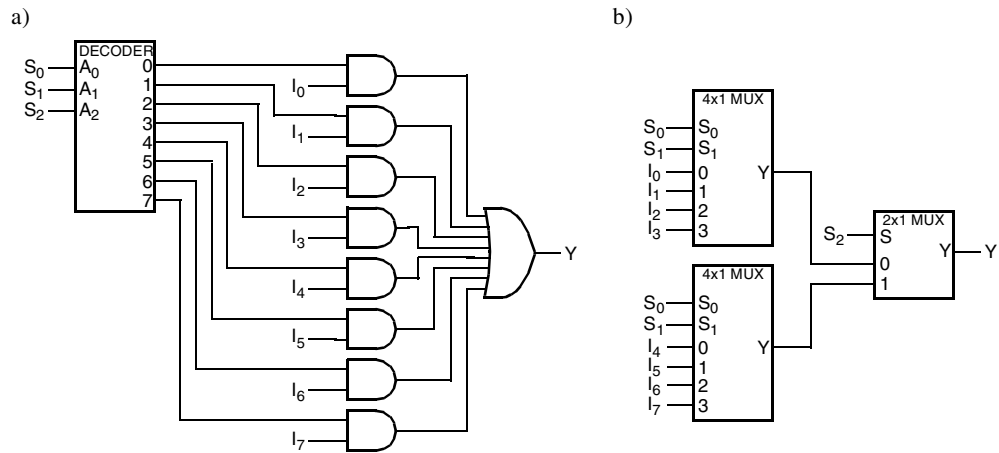 a)
DECODER
S0 A0 0
S1 A1 1
S2 A2 2
3
4
5
6
7
I0
I1
I2
I3
I4
I5
I6
I7
Y
b)
4x1 MUX
S0 S0
S1 S1
I0 0 Y
I1 1
I2 2
I3 3
4x1 MUX
S0 S0
S1 S1
I4 0 Y
I5 1
I6 2
I7 3
2x1 MUX
S2 S
Y Y
0
1